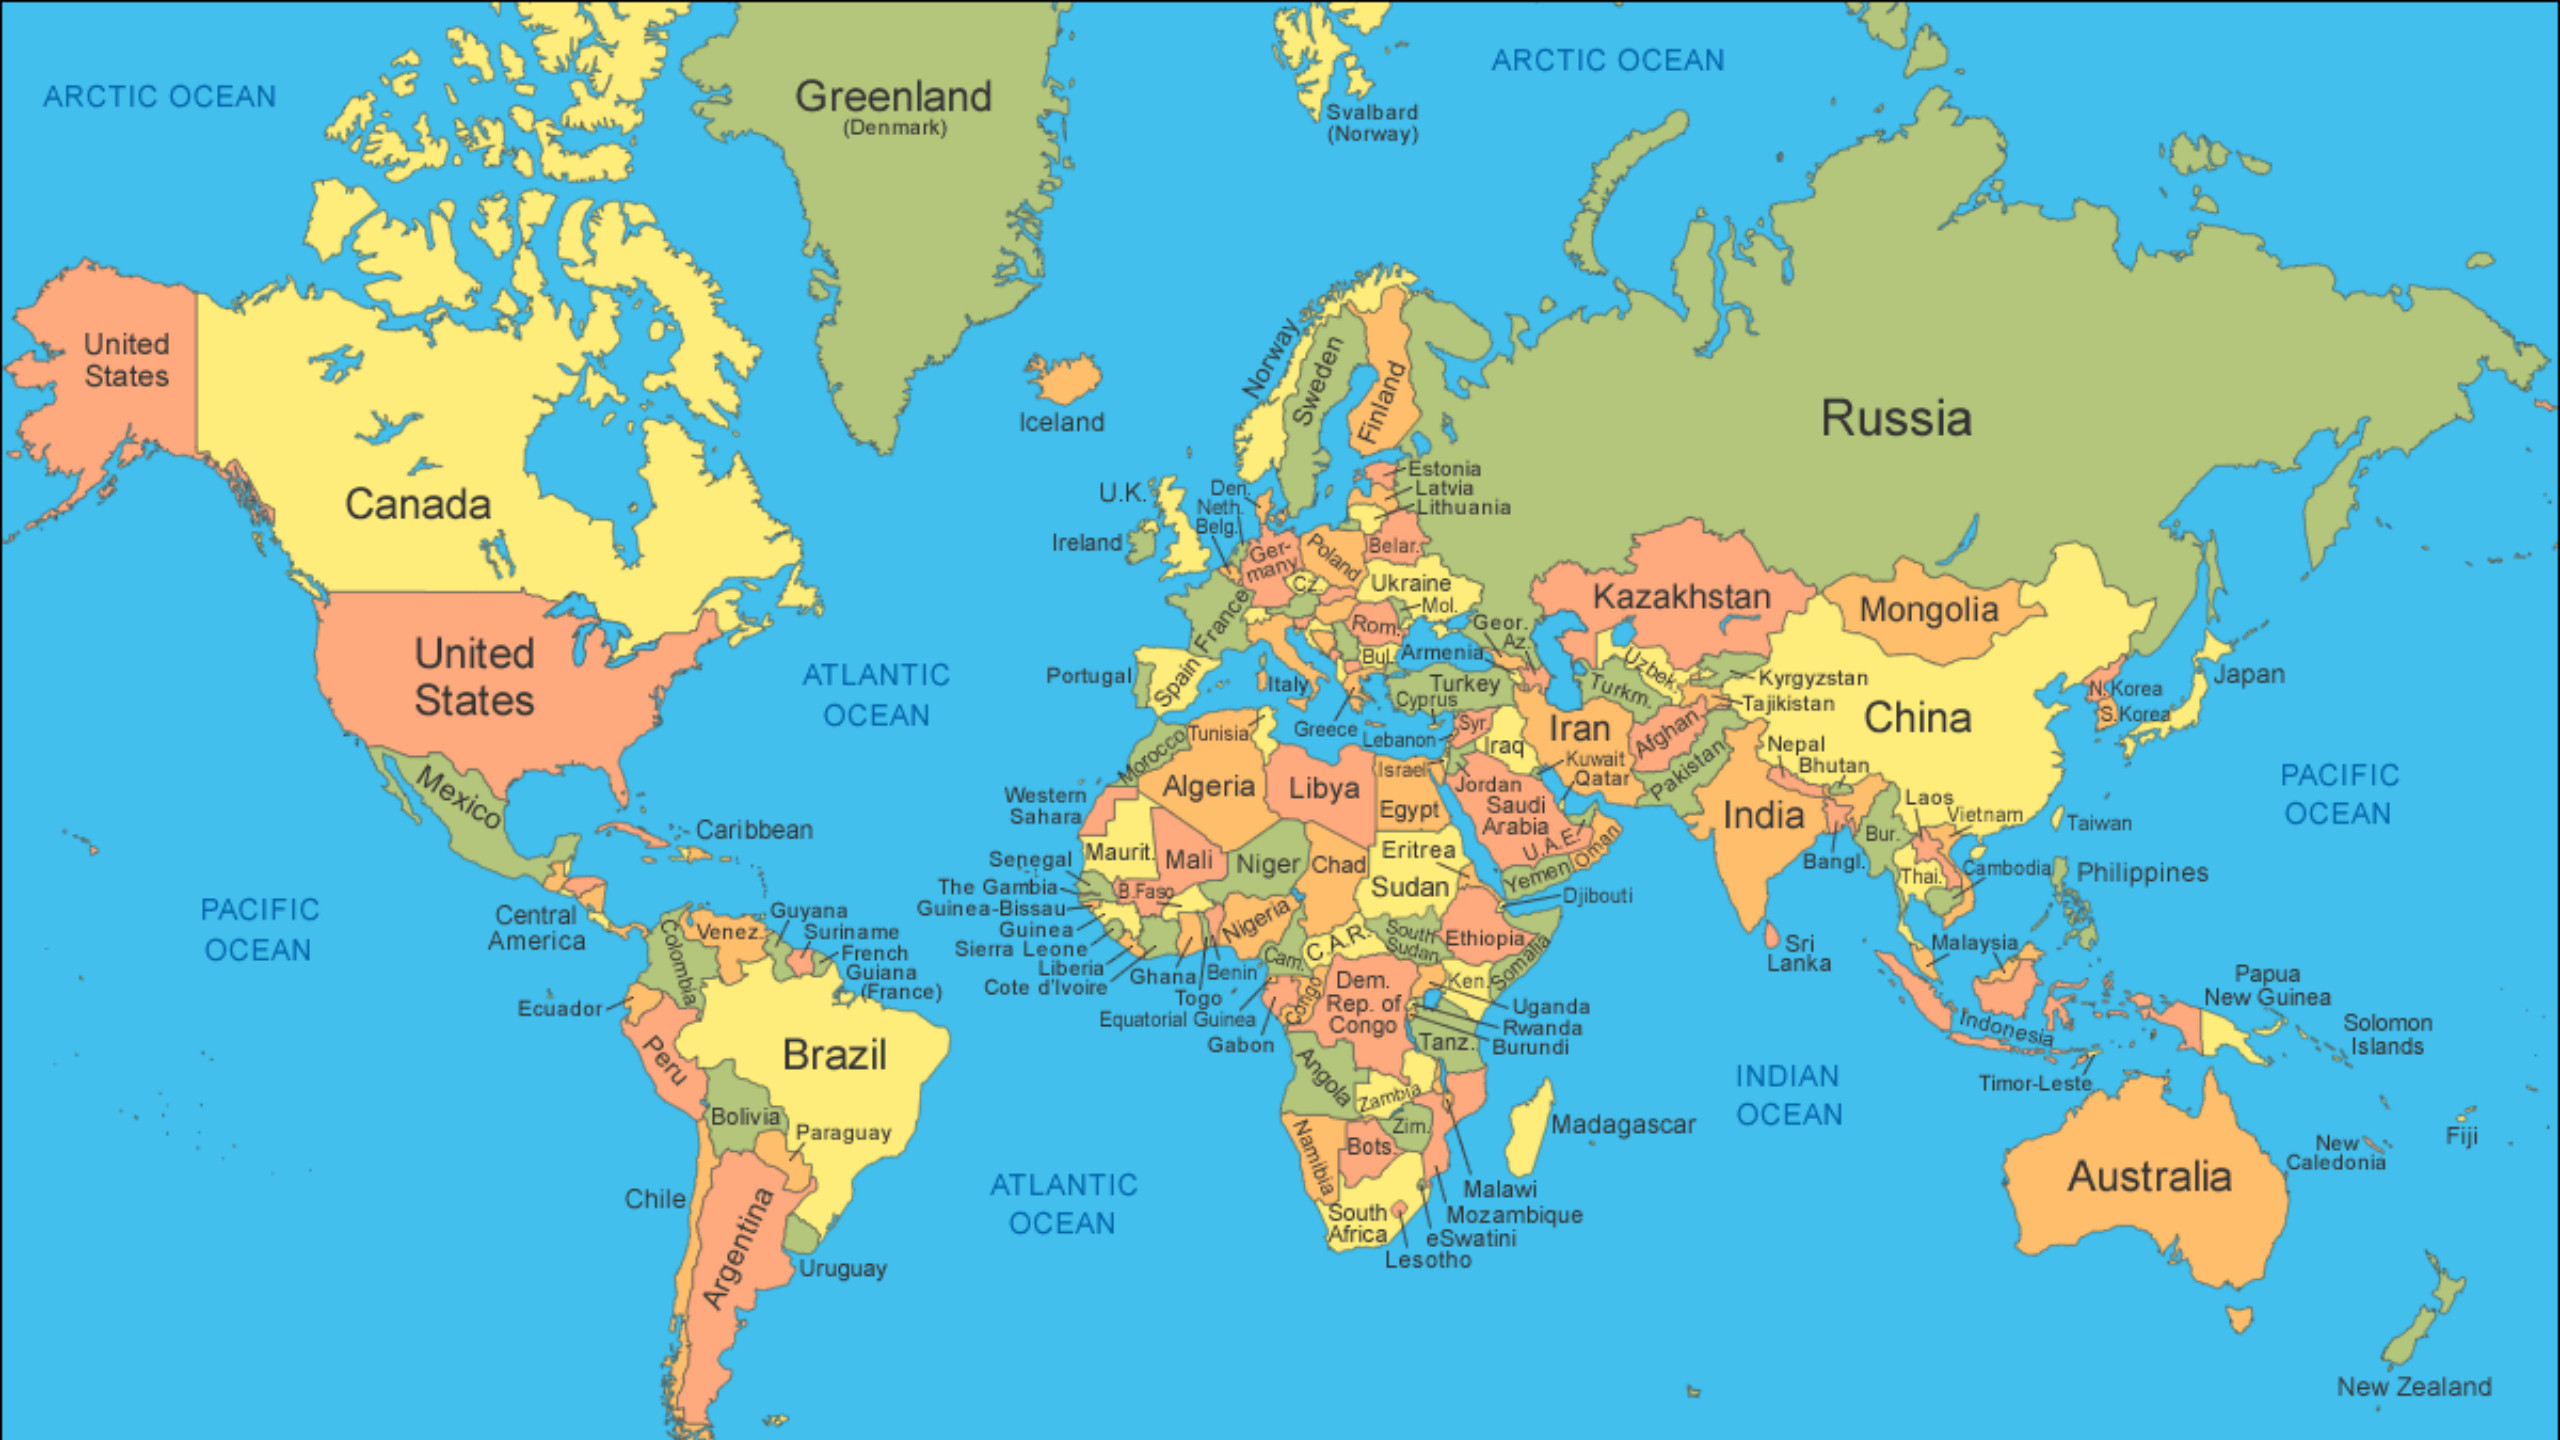 ARCTIC OCEAN
Greenland
(Denmark)
Svalbard
(Norway)
ARCTIC OCEAN
United
States
Canada
Iceland
Norway
Sweden
Finland
Russia
Estonia
Latvia
Lithuania
U.K.
Ireland
Den.
Neth.
Belg.
Ger-
many
Poland
Belar.
Cz.
Ukraine
Mol.
France
Rom.
Bul.
Geor.
Az.
Armenia
Portugal
Spain
Italy
Greece
Turkey
Cyprus
Lebanon
Syr.
Iraq
Iran
Israel
Jordan
Kuwait
Qatar
Saudi
Arabia
U.A.E.
Oman
Yemen
Kazakhstan
Uzbek.
Turkm.
Kyrgyzstan
Tajikistan
Afghan.
Pakistan
Mongolia
China
N. Korea
S. Korea
Japan
Nepal
Bhutan
India
Bangl.
Bur.
Laos
Vietnam
Thai.
Cambodia
Taiwan
Philippines
Sri
Lanka
Malaysia
Indonesia
Timor-Leste
Papua
New Guinea
Solomon
Islands
PACIFIC
OCEAN
United
States
ATLANTIC
OCEAN
Mexico
Caribbean
PACIFIC
OCEAN
Central
America
Venez.
Colombia
Guyana
Suriname
French
Guiana
(France)
Ecuador
Peru
Brazil
Bolivia
Paraguay
Chile
Argentina
Uruguay
ATLANTIC
OCEAN
Morocco
Tunisia
Algeria
Libya
Egypt
Western
Sahara
Maurit.
Mali
Niger
Chad
Eritrea
Sudan
Djibouti
Senegal
The Gambia
Guinea-Bissau
Guinea
Sierra Leone
Liberia
Cote d'Ivoire
B.Faso
Ghana
Togo
Benin
Nigeria
Cam.
C.A.R.
South
Sudan
Ethiopia
Somalia
Equatorial Guinea
Gabon
Congo
Dem.
Rep. of
Congo
Ken.
Uganda
Rwanda
Burundi
Tanz.
Angola
Zambia
Zim.
Namibia
Bots.
South
Africa
Malawi
Mozambique
eSwatini
Lesotho
Madagascar
INDIAN
OCEAN
Australia
New
Caledonia
Fiji
New Zealand